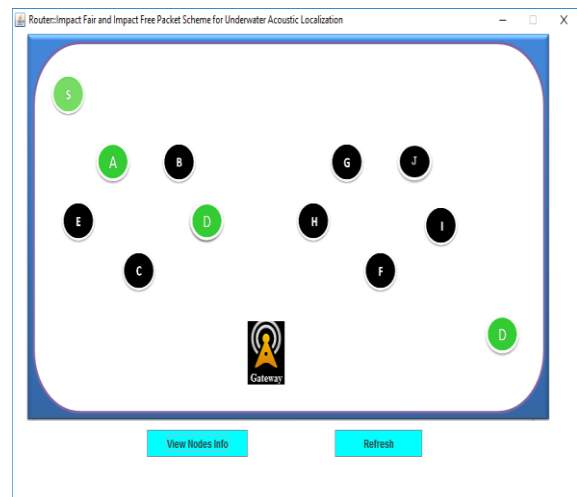 Router::Impact Fair and Impact Free Packet Scheme for Underwater Acoustic Localization
S
A
B
G
J
E
D
H
I
C
F
D
Gateway
View Nodes Info
Refresh